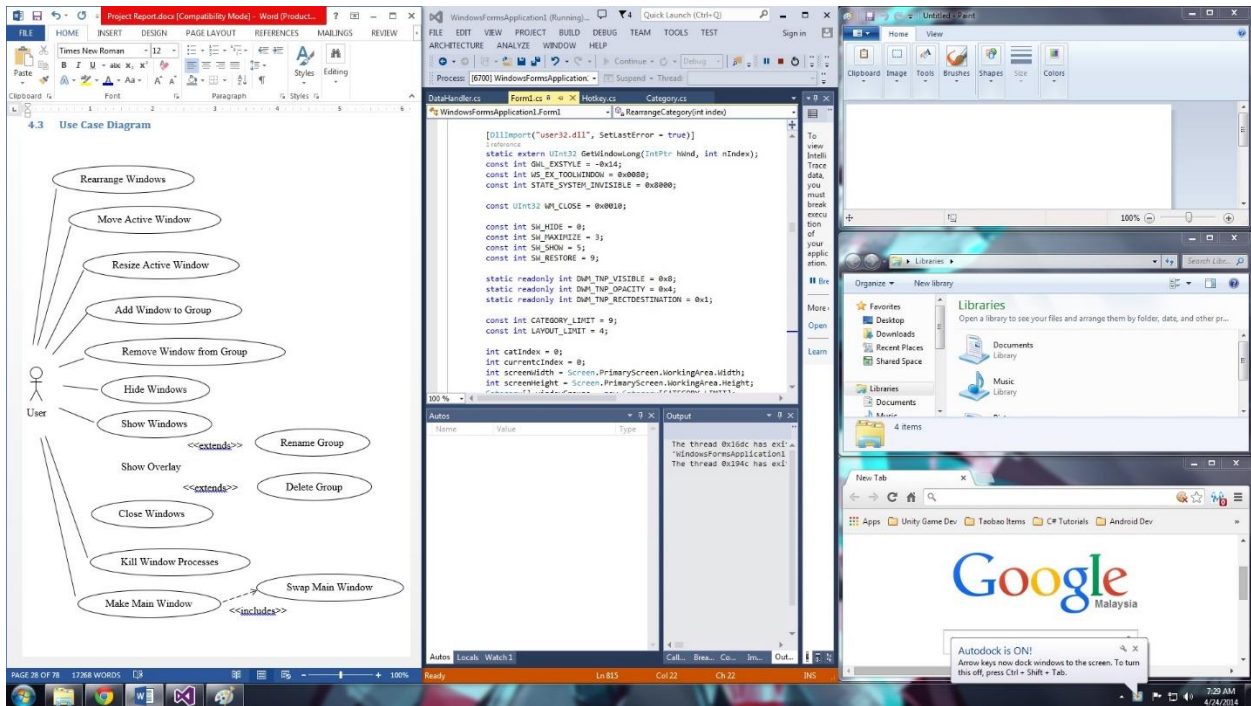 Project Report.docx [Compatibility Mode] - Word (Product...
FILE HOME INSERT DESIGN PAGE LAYOUT REFERENCES MAILINGS REVIEW
Times New Roman 12
Paste
Styles Editing
Clipboard Font Paragraph Styles
4.3 Use Case Diagram
Rearrange Windows
Move Active Window
Resize Active Window
Add Window to Group
Remove Window from Group
Hide Windows
User
Show Windows
<<extends>> Rename Group
Show Overlay
<<extends>> Delete Group
Close Windows
Kill Window Processes
Swap Main Window
Make Main Window
<<includes>>
PAGE 28 OF 78 17268 WORDS 100%
WindowsFormsApplication1 (Running)... 4 Quick Launch (Ctrl+Q)
FILE EDIT VIEW PROJECT BUILD DEBUG TEAM TOOLS TEST Sign in
ARCHITECTURE ANALYZE WINDOW HELP
Continue Debug
Process: [6700] WindowsFormsApplication: Suspend Thread:
DataHandler.cs Form1.cs Hotkey.cs Category.cs
WindowsFormsApplication1.Form1 RearrangeCategory(int index)
[DllImport("user32.dll", SetLastError = true)]
1 reference
static extern UInt32 GetWindowLong(IntPtr hWnd, int nIndex);
const int GWL_EXSTYLE = -0x14;
const int WS_EX_TOOLWINDOW = 0x0080;
const int STATE_SYSTEM_INVISIBLE = 0x8000;
const UInt32 WM_CLOSE = 0x0010;
const int SW_HIDE = 0;
const int SW_MAXIMIZE = 3;
const int SW_SHOW = 5;
const int SW_RESTORE = 9;
static readonly int DWM_TNP_VISIBLE = 0x8;
static readonly int DWM_TNP_OPACITY = 0x4;
static readonly int DWM_TNP_RECTDESTINATION = 0x1;
const int CATEGORY_LIMIT = 9;
const int LAYOUT_LIMIT = 4;
int catIndex = 0;
int currentcIndex = 0;
int screenWidth = Screen.PrimaryScreen.WorkingArea.Width;
int screenHeight = Screen.PrimaryScreen.WorkingArea.Height;
100 %
To
view
Intelli
Trace
data,
you
must
break
execu
tion
of
your
applic
ation.
Bre
More
Open
Learn
Autos
Name Value Type
Output
The thread 0x16dc has exi
'WindowsFormsApplication1
The thread 0x194c has exi
Autos Locals Watch 1
Call... Brea... Co... Im... Out...
Ready Ln 815 Col 22 Ch 22 INS
Untitled - Paint
Home View
Clipboard Image Tools Brushes Shapes Size Colors
100%
Libraries Search Libr...
Organize New library
Favorites
Desktop
Downloads
Recent Places
Shared Space
Libraries
Documents
Music
Libraries
Open a library to see your files and arrange them by folder, date, and other pr...
Documents
Library
Music
Library
4 items
New Tab
Apps Unity Game Dev Taobao Items C# Tutorials Android Dev
Google
Malaysia
Autodock is ON!
Arrow keys now dock windows to the screen. To turn
this off, press Ctrl + Shift + Tab.
7:29 AM
4/24/2014